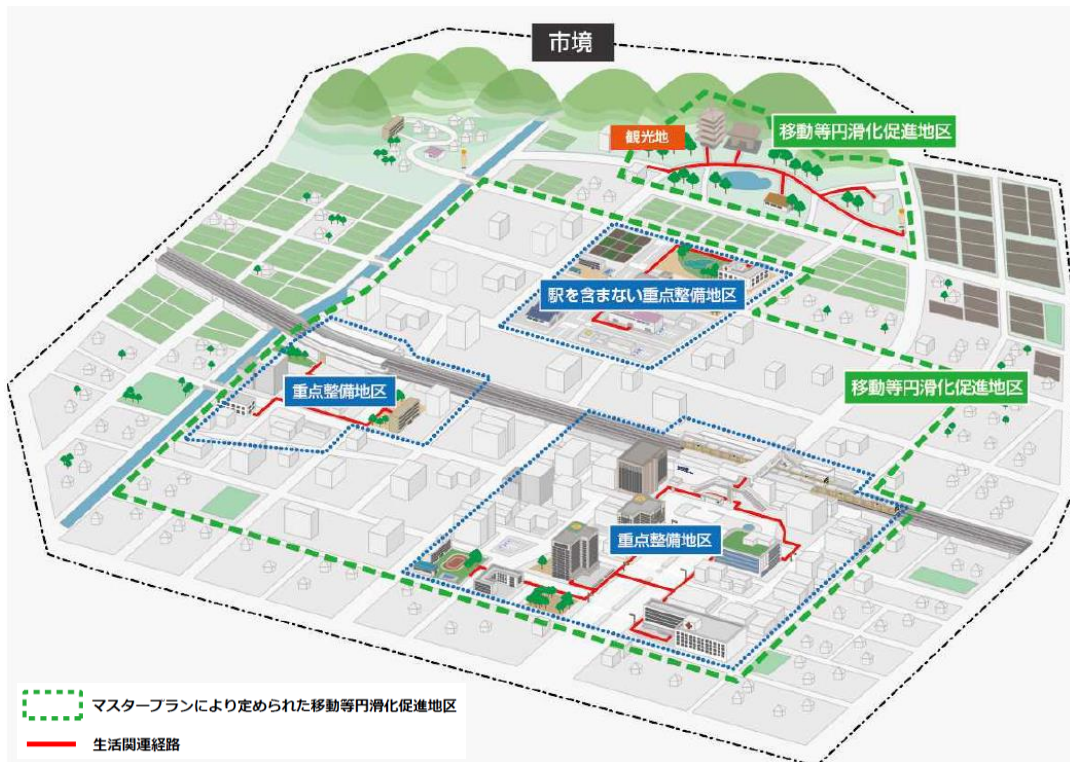 市境
観光地
移動等円滑化促進地区
駅を含まない重点整備地区
重点整備地区
移動等円滑化促進地区
重点整備地区
マスタープランにより定められた移動等円滑化促進地区
生活関連経路